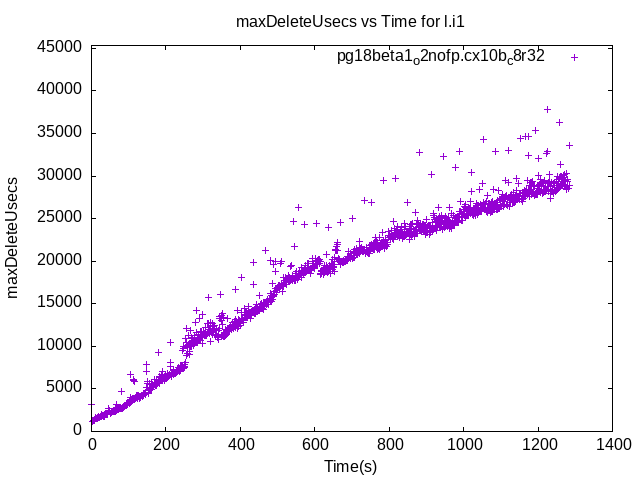 maxDeleteUsecs vs Time for l.i1
pg18beta1_o2nofp.cx10b_c8r32
45000
40000
35000
30000
25000
20000
15000
10000
5000
0
maxDeleteUsecs
0 200 400 600 800 1000 1200 1400
Time(s)